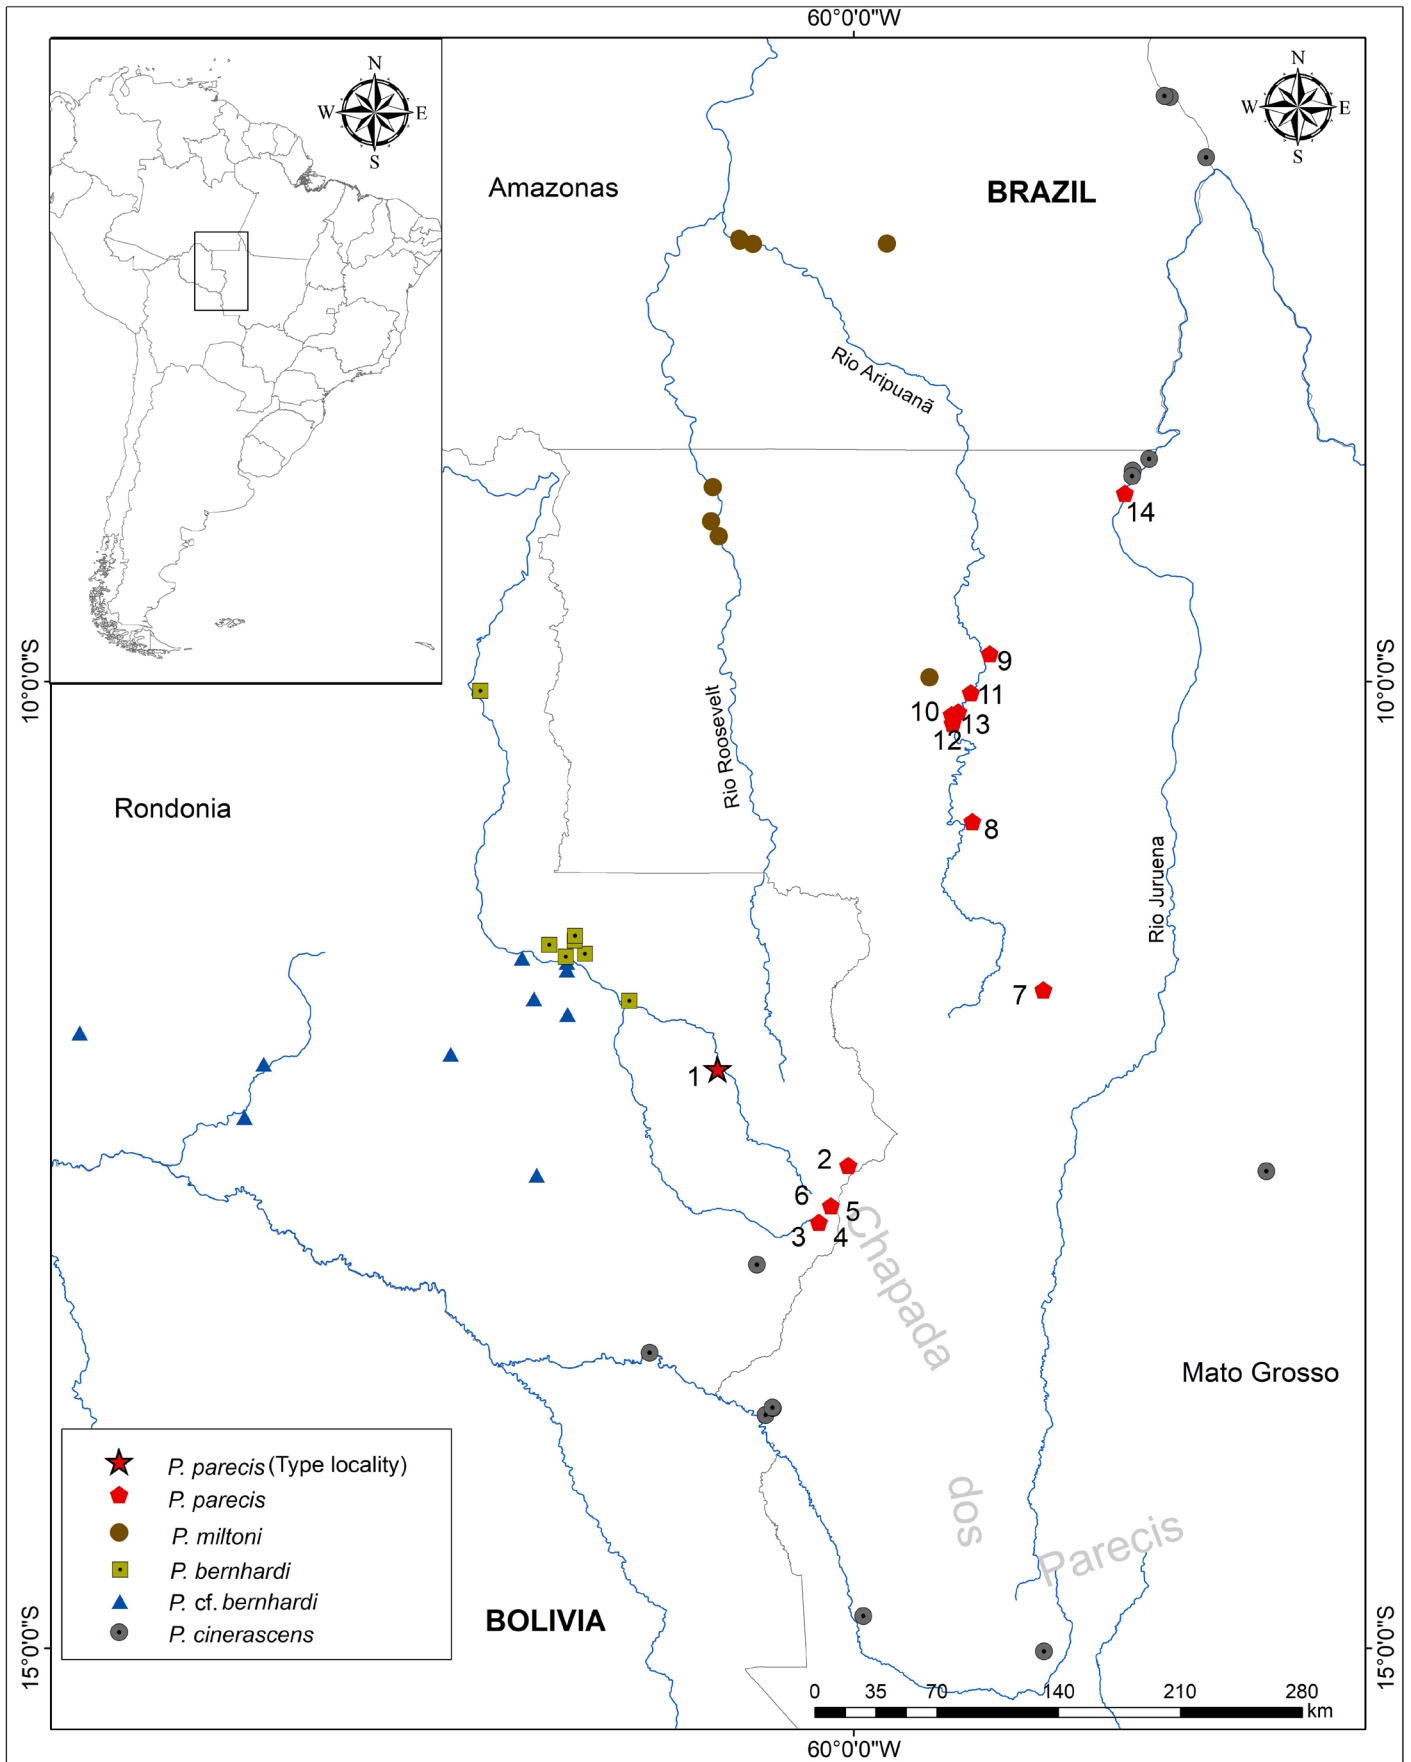 60°0'0"W
N
W
E
S
N
W
E
S
Amazonas
BRAZIL
Rio Aripuanã
14
10°0'0"S
10°0'0"S
9
11
10
13
12
Rio Roosevelt
Rondonia
8
Rio Juruena
7
1
2
6
5
3
4
Chapada
dos
Parecis
Mato Grosso
P. parecis (Type locality)
P. parecis
P. miltoni
P. bernhardi
P. cf. bernhardi
P. cinerascens
BOLIVIA
15°0'0"S
15°0'0"S
0 35 70 140 210 280
km
60°0'0"W